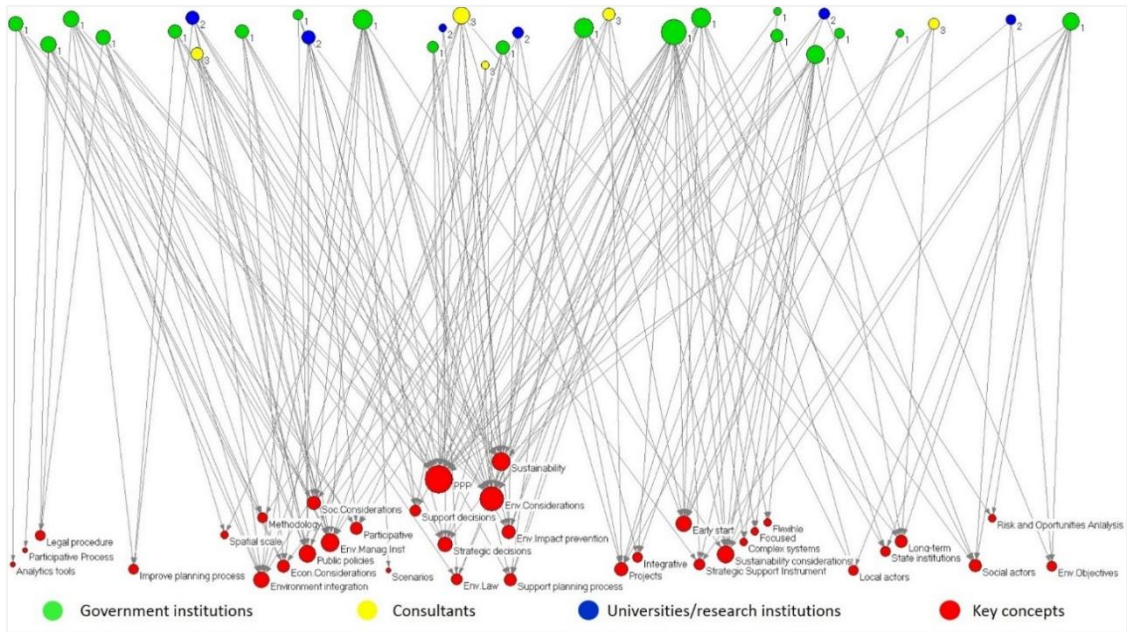 1 1 1 1 1 2 3 1 1 2 1 1 2 3 3 1 2 1 3 1 1 1 1 2 1 1 1 3 2 1
Sustainability
PPP
Env.Considerations
Soc.Considerations
Support decisions
Methodology
Participative
Env.Impact prevention
Early start
Flexihle
Risk and Oportunities Anlalysis
Legal procedure
Spatial scale
Env.Manag Inst
Strategic decisions
Focused
Complex systems
Long-term
Participative Process
Public policies
State institutions
Analytics tools
Improve planning process
Econ.Considerations
Scenarios
Integrative
Sustainability considerations
Strategic Support Instrument
Projects
Local actors
Social actors
Env.Objectives
Environment integration
Env.Law
Support planning process
Government institutions
Consultants
Universities/research institutions
Key concepts